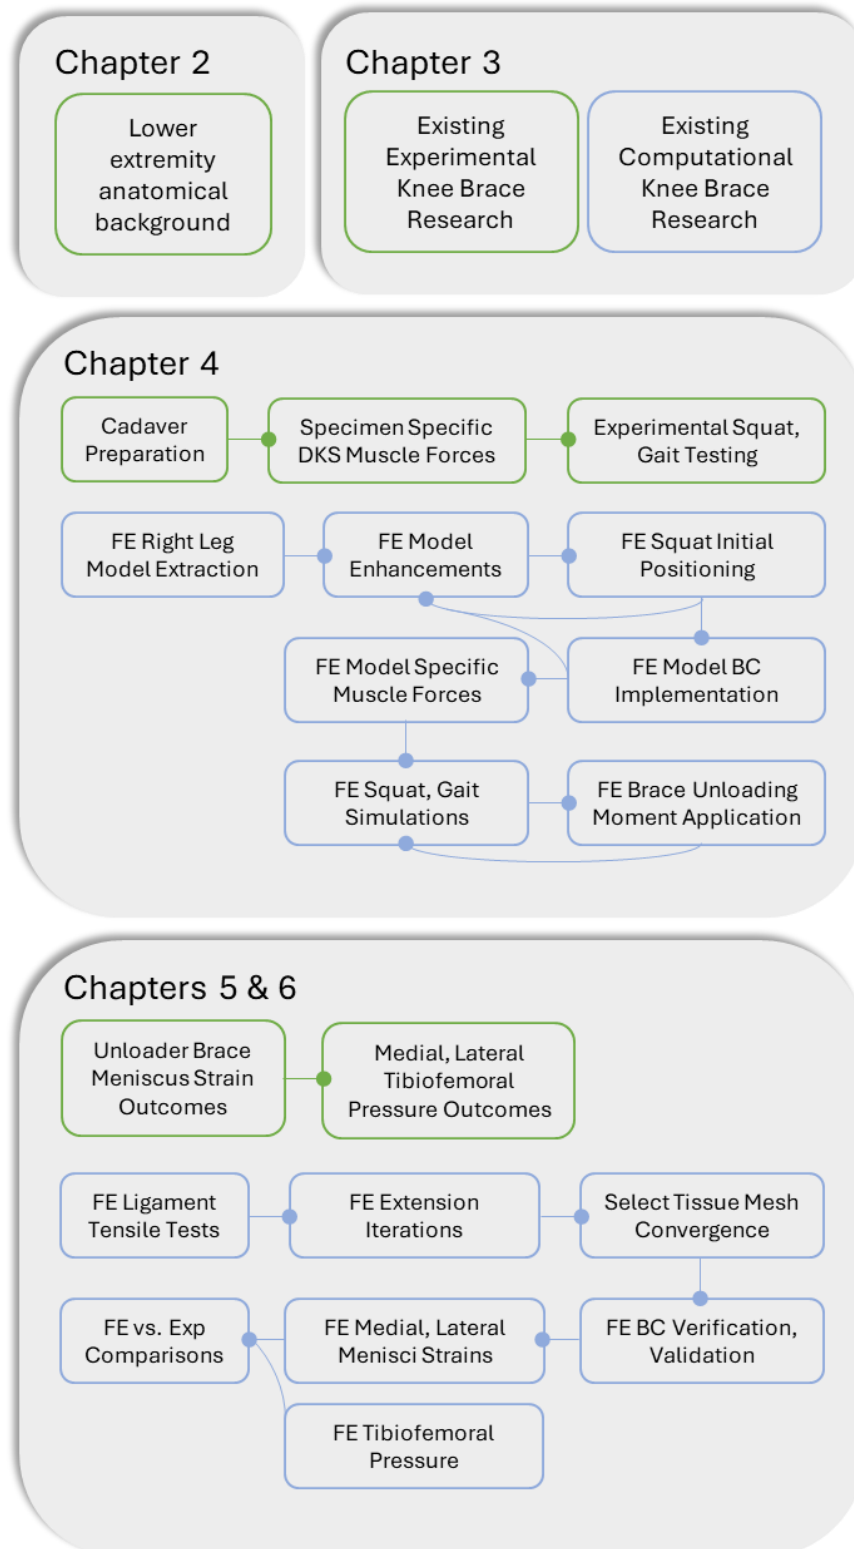 Chapter 2
Lower
extremity
anatomical
background
Chapter 3
Existing
Experimental
Knee Brace
Research
Existing
Computational
Knee Brace
Research
Chapter 4
Cadaver
Preparation
Specimen Specific
DKS Muscle Forces
Experimental Squat,
Gait Testing
FE Right Leg
Model Extraction
FE Model
Enhancements
FE Squat Initial
Positioning
FE Model Specific
Muscle Forces
FE Model BC
Implementation
FE Squat, Gait
Simulations
FE Brace Unloading
Moment Application
Chapters 5 & 6
Unloader Brace
Meniscus Strain
Outcomes
Medial, Lateral
Tibiofemoral
Pressure Outcomes
FE Ligament
Tensile Tests
FE Extension
Iterations
Select Tissue Mesh
Convergence
FE vs. Exp
Comparisons
FE Medial, Lateral
Menisci Strains
FE BC Verification,
Validation
FE Tibiofemoral
Pressure